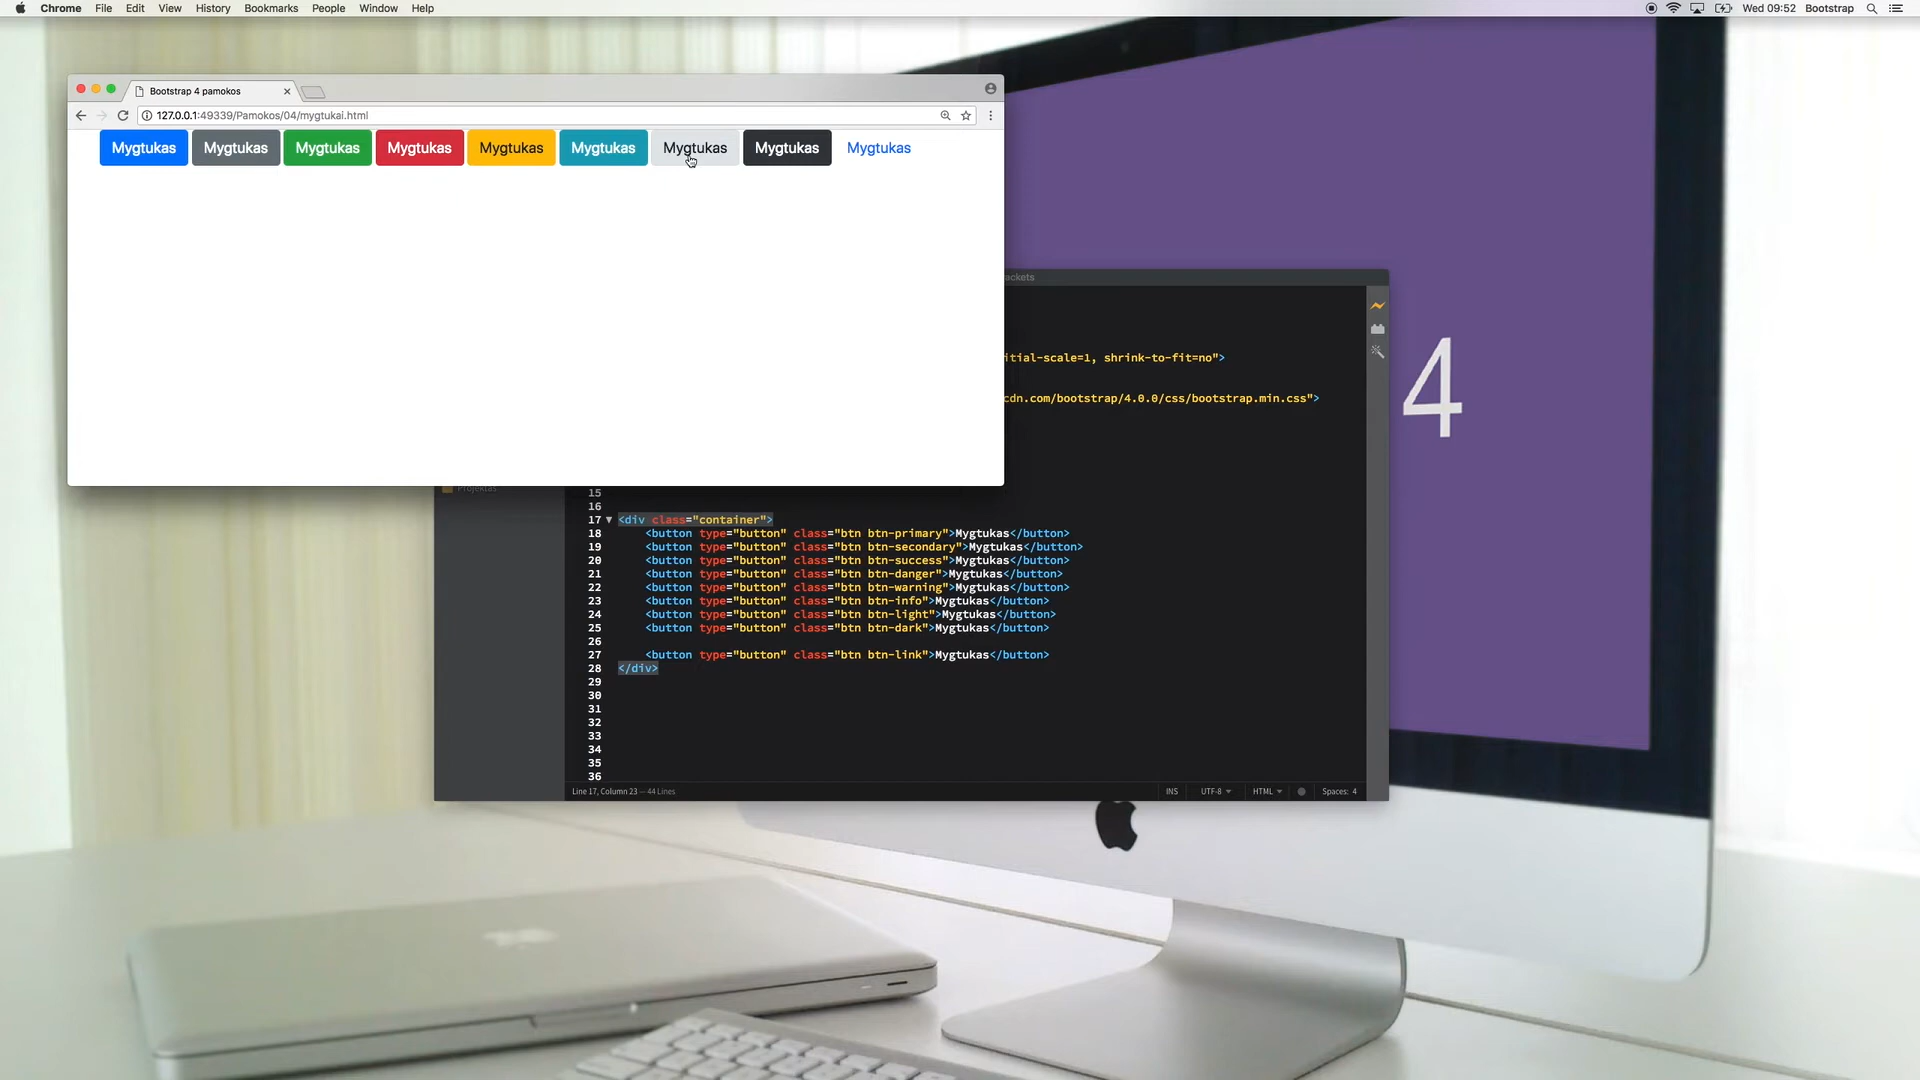 Chrome File Edit View History Bookmarks People Window Help
Wed 09:52 Bootstrap
Bootstrap 4 pamokos
127.0.0.1:49339/Pamokos/04/mygtukai.html
Mygtukas Mygtukas Mygtukas Mygtukas Mygtukas Mygtukas Mygtukas Mygtukas Mygtukas
ackets
itial-scale=1, shrink-to-fit=no">
cdn.com/bootstrap/4.0.0/css/bootstrap.min.css">
4
Projektas
15
16
17 <div class="container">
18 <button type="button" class="btn btn-primary">Mygtukas</button>
19 <button type="button" class="btn btn-secondary">Mygtukas</button>
20 <button type="button" class="btn btn-success">Mygtukas</button>
21 <button type="button" class="btn btn-danger">Mygtukas</button>
22 <button type="button" class="btn btn-warning">Mygtukas</button>
23 <button type="button" class="btn btn-info">Mygtukas</button>
24 <button type="button" class="btn btn-light">Mygtukas</button>
25 <button type="button" class="btn btn-dark">Mygtukas</button>
26
27 <button type="button" class="btn btn-link">Mygtukas</button>
28 </div>
29
30
31
32
33
34
35
36
Line 17, Column 23 — 44 Lines
INS UTF-8 HTML Spaces: 4